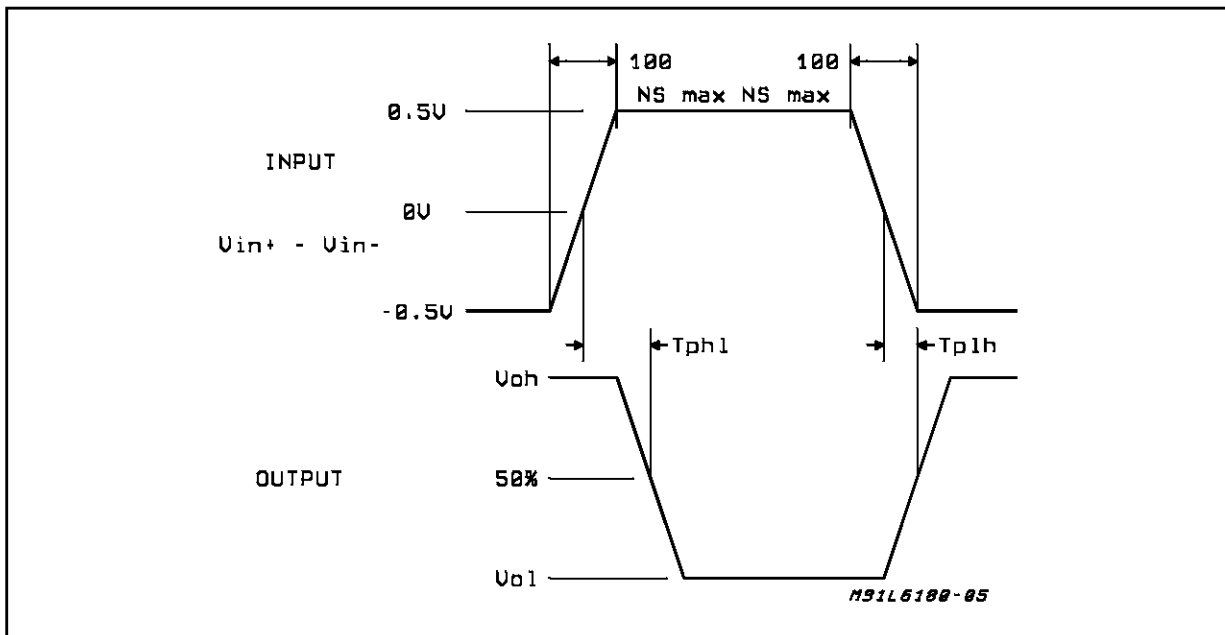 100 100
NS max NS max
0.5V
INPUT
0V
Vin+ - Vin-
-0.5V
Tphl Tplh
Voh
OUTPUT 50%
Vol
M91L6180-05